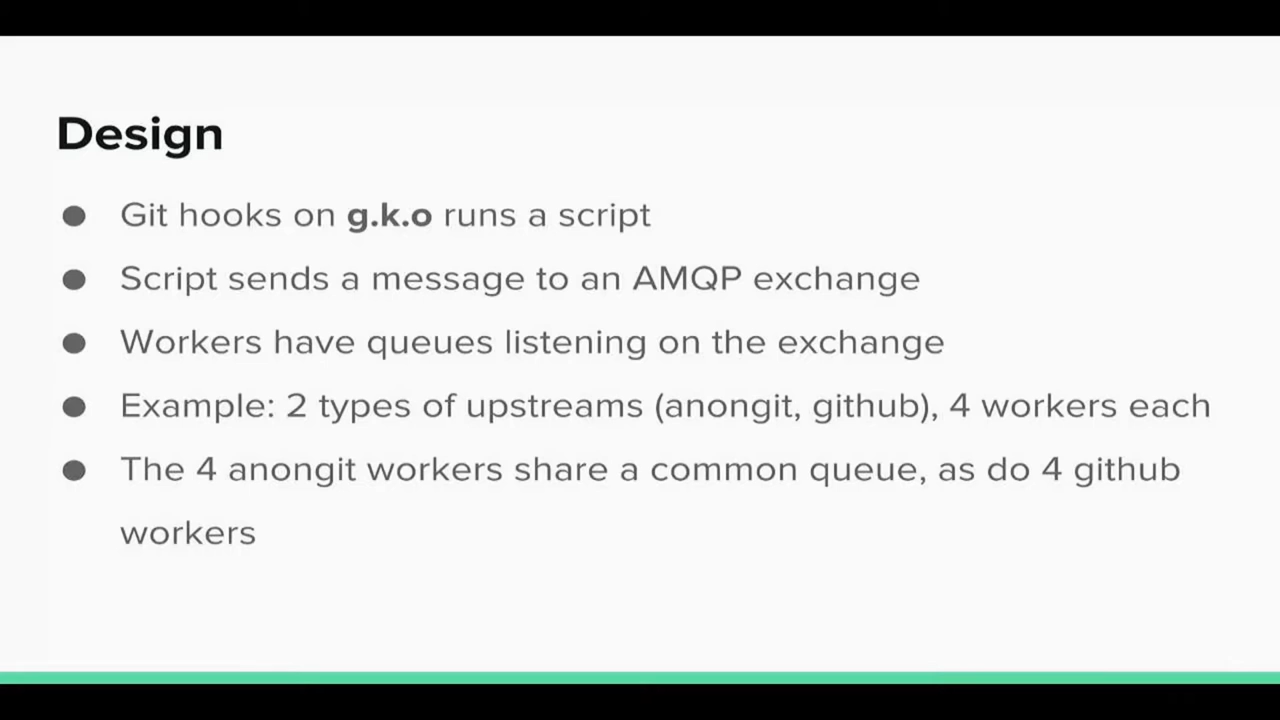 Design
● Git hooks on g.k.o runs a script
● Script sends a message to an AMQP exchange
● Workers have queues listening on the exchange
● Example: 2 types of upstreams (anongit, github), 4 workers each
● The 4 anongit workers share a common queue, as do 4 github
workers